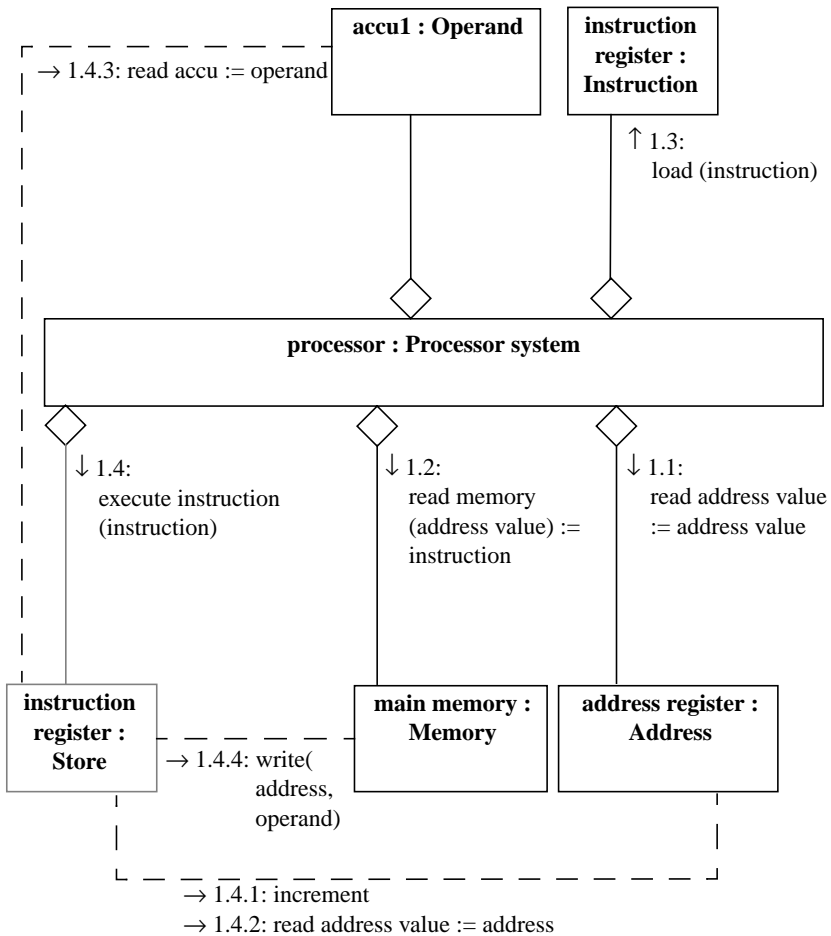 accu1 : Operand
instruction
register :
Instruction
→ 1.4.3: read accu := operand
↑ 1.3:
load (instruction)
processor : Processor system
↓ 1.4:
execute instruction
(instruction)
↓ 1.2:
read memory
(address value) :=
instruction
↓ 1.1:
read address value
:= address value
instruction
register :
Store
main memory :
Memory
address register :
Address
→ 1.4.4: write(
address,
operand)
→ 1.4.1: increment
→ 1.4.2: read address value := address